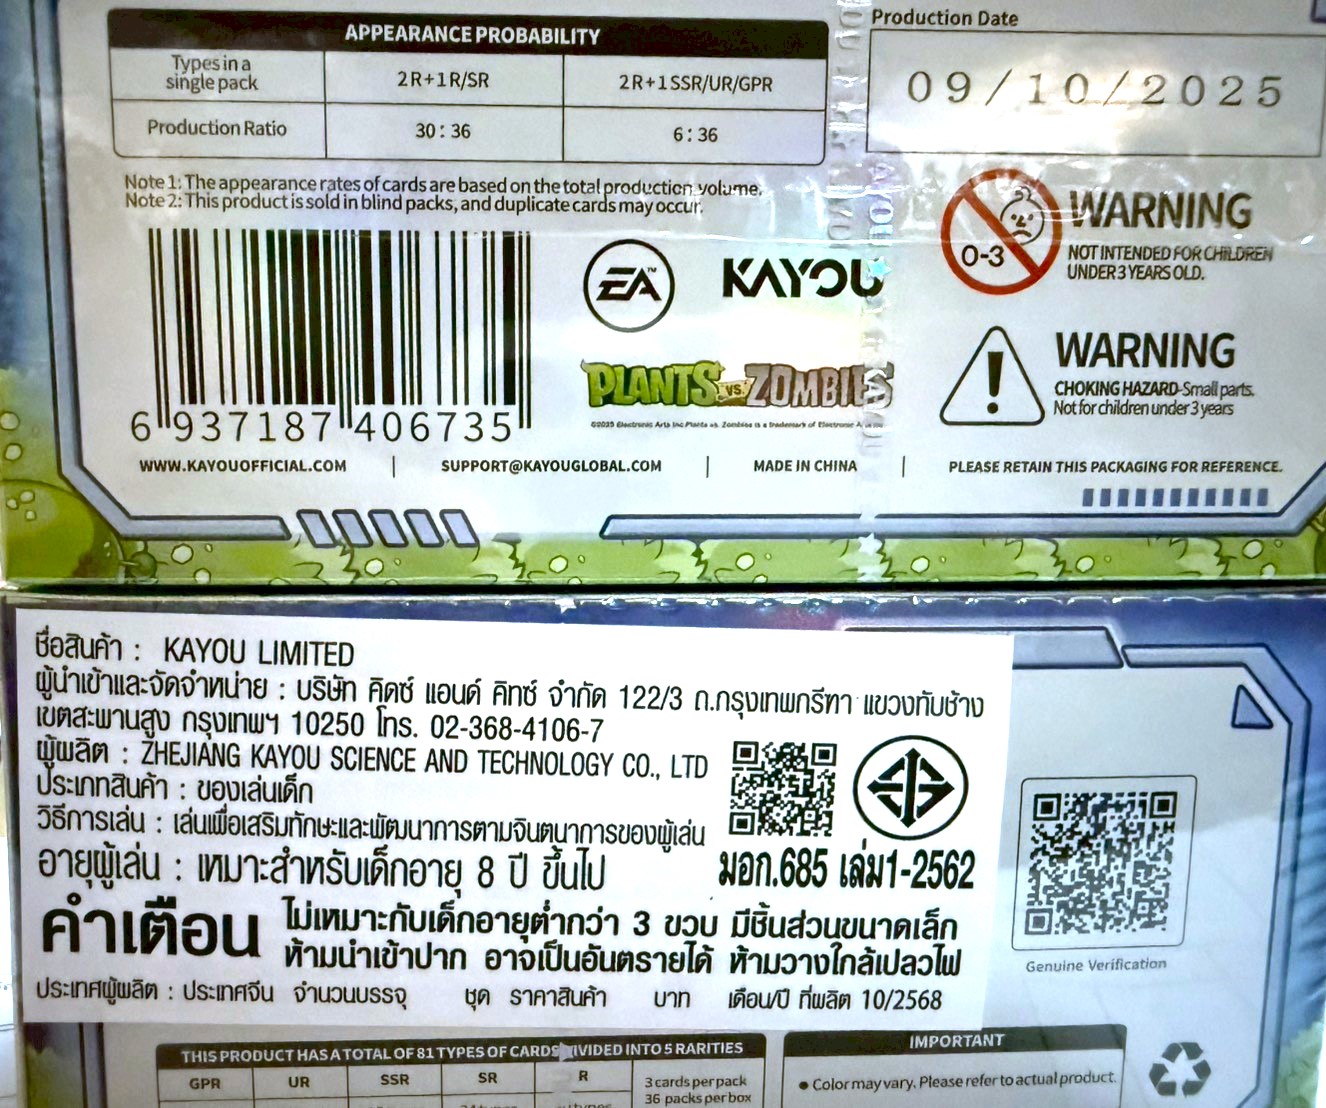 APPEARANCE PROBABILITY
Types in a single pack
2R+1R/SR
2R+1SSR/UR/GPR
Production Ratio
30 : 36
6 : 36
Note 1: The appearance rates of cards are based on the total production volume.
Note 2: This product is sold in blind packs, and duplicate cards may occur.
Production Date
09/10/2025
0-3
WARNING
NOT INTENDED FOR CHILDREN
UNDER 3 YEARS OLD.
WARNING
CHOKING HAZARD-Small parts.
Not for children under 3 years
6 937187 406735
EA™
KAYOU
PLANTS VS. ZOMBIES
©2025 Electronic Arts Inc. Plants vs. Zombies is a trademark of Electronic
WWW.KAYOUOFFICIAL.COM | SUPPORT@KAYOUGLOBAL.COM | MADE IN CHINA | PLEASE RETAIN THIS PACKAGING FOR REFERENCE.
ชื่อสินค้า : KAYOU LIMITED
ผู้นำเข้าและจัดจำหน่าย : บริษัท คิดซ์ แอนด์ คิทซ์ จำกัด 122/3 ถ.กรุงเทพกรีฑา แขวงทับช้าง
เขตสะพานสูง กรุงเทพฯ 10250 โทร. 02-368-4106-7
ผู้ผลิต : ZHEJIANG KAYOU SCIENCE AND TECHNOLOGY CO., LTD
ประเภทสินค้า : ของเล่นเด็ก
วิธีการเล่น : เล่นเพื่อเสริมทักษะและพัฒนาการตามจินตนาการของผู้เล่น
อายุผู้เล่น : เหมาะสำหรับเด็กอายุ 8 ปี ขึ้นไป
มอก.685 เล่ม1-2562
คำเตือน ไม่เหมาะกับเด็กอายุต่ำกว่า 3 ขวบ มีชิ้นส่วนขนาดเล็ก
ห้ามนำเข้าปาก อาจเป็นอันตรายได้ ห้ามวางใกล้เปลวไฟ
ประเทศผู้ผลิต : ประเทศจีน จำนวนบรรจุ ชุด ราคาสินค้า บาท เดือน/ปี ที่ผลิต 10/2568
Genuine Verification
THIS PRODUCT HAS A TOTAL OF 81 TYPES OF CARDS DIVIDED INTO 5 RARITIES
GPR UR SSR SR R
3 cards per pack
36 packs per box
IMPORTANT
● Color may vary. Please refer to actual product.